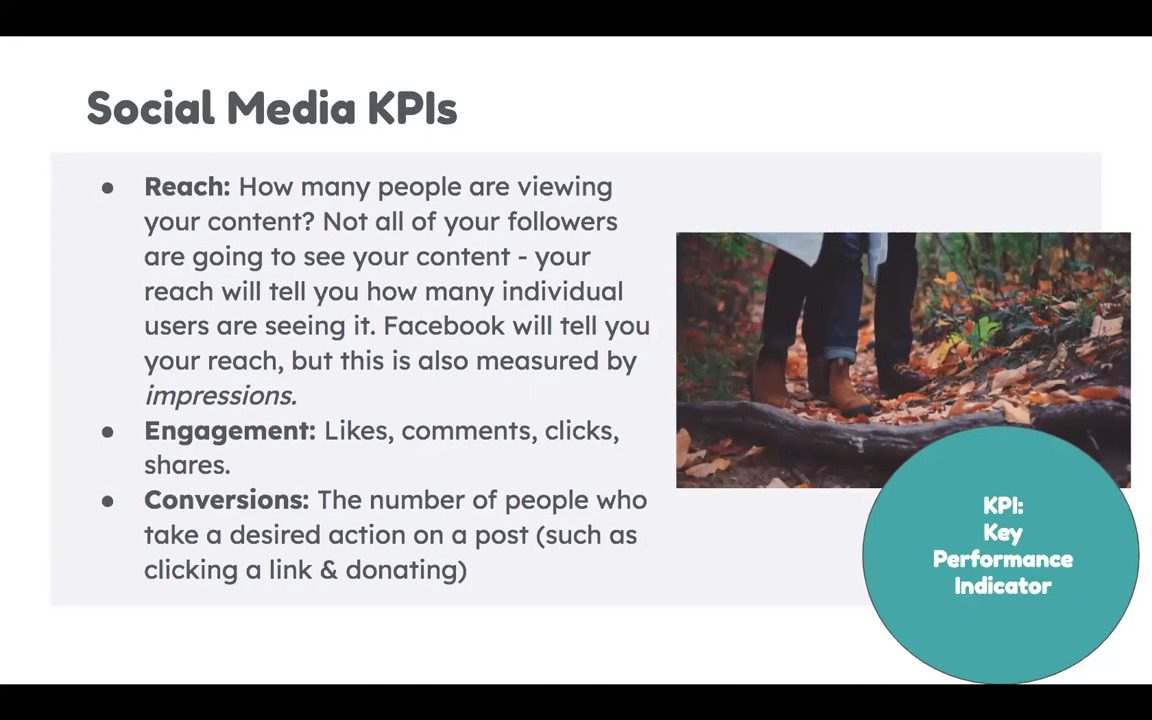 Social Media KPIs
● Reach: How many people are viewing
your content? Not all of your followers
are going to see your content - your
reach will tell you how many individual
users are seeing it. Facebook will tell you
your reach, but this is also measured by
impressions.
● Engagement: Likes, comments, clicks,
shares.
● Conversions: The number of people who
take a desired action on a post (such as
clicking a link & donating)
KPI:
Key
Performance
Indicator